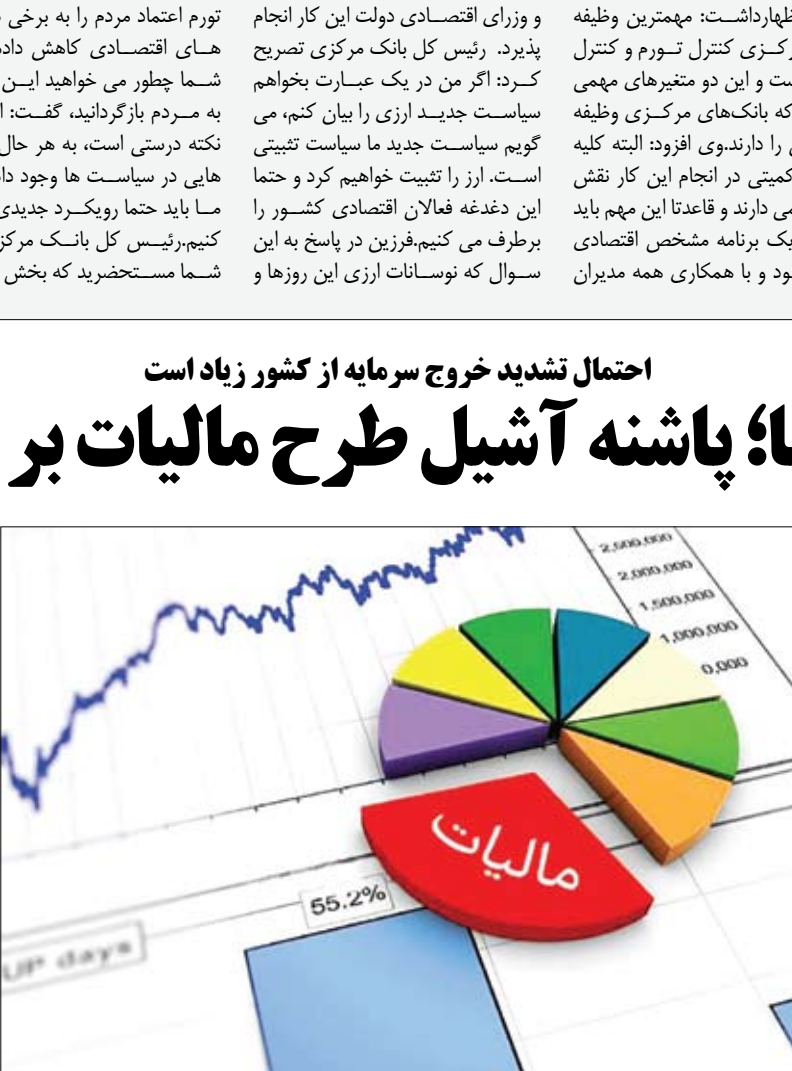 ظهارداشت: مهمترین وظیفه
کزی کنترل تورم و کنترل
ست و این دو متغیرهای مهمی
که بانک‌های مرکزی وظیفه
را دارند.وی افزود: البته کلیه
کمیتی در انجام این کار نقش
می دارند و قاعدتا این مهم باید
یک برنامه مشخص اقتصادی
ود و با همکاری همه مدیران
و وزرای اقتصادی دولت این کار انجام
پذیرد. رئیس کل بانک مرکزی تصریح
کرد: اگر من در یک عبارت بخواهم
سیاست جدید ارزی را بیان کنم، می
گویم سیاست جدید ما سیاست تثبیتی
است. ارز را تثبیت خواهیم کرد و حتما
این دغدغه فعالان اقتصادی کشور را
برطرف می کنیم.فرزین در پاسخ به این
سوال که نوسانات ارزی این روزها و
تورم اعتماد مردم را به برخی
های اقتصادی کاهش داده
شما چطور می خواهید این
به مردم بازگردانید، گفت:
نکته درستی است، به هر حال
هایی در سیاست ها وجود
ما باید حتما رویکرد جدیدی
کنیم.رئیس کل بانک مرکز
شما مستحضرید که بخش
احتمال تشدید خروج سرمایه از کشور زیاد است
ا؛ پاشنه آشیل طرح مالیات بر
2,500,000
2,000,000
1,500,000
1,000,000
0,000
مالیات
55.2%
UP days